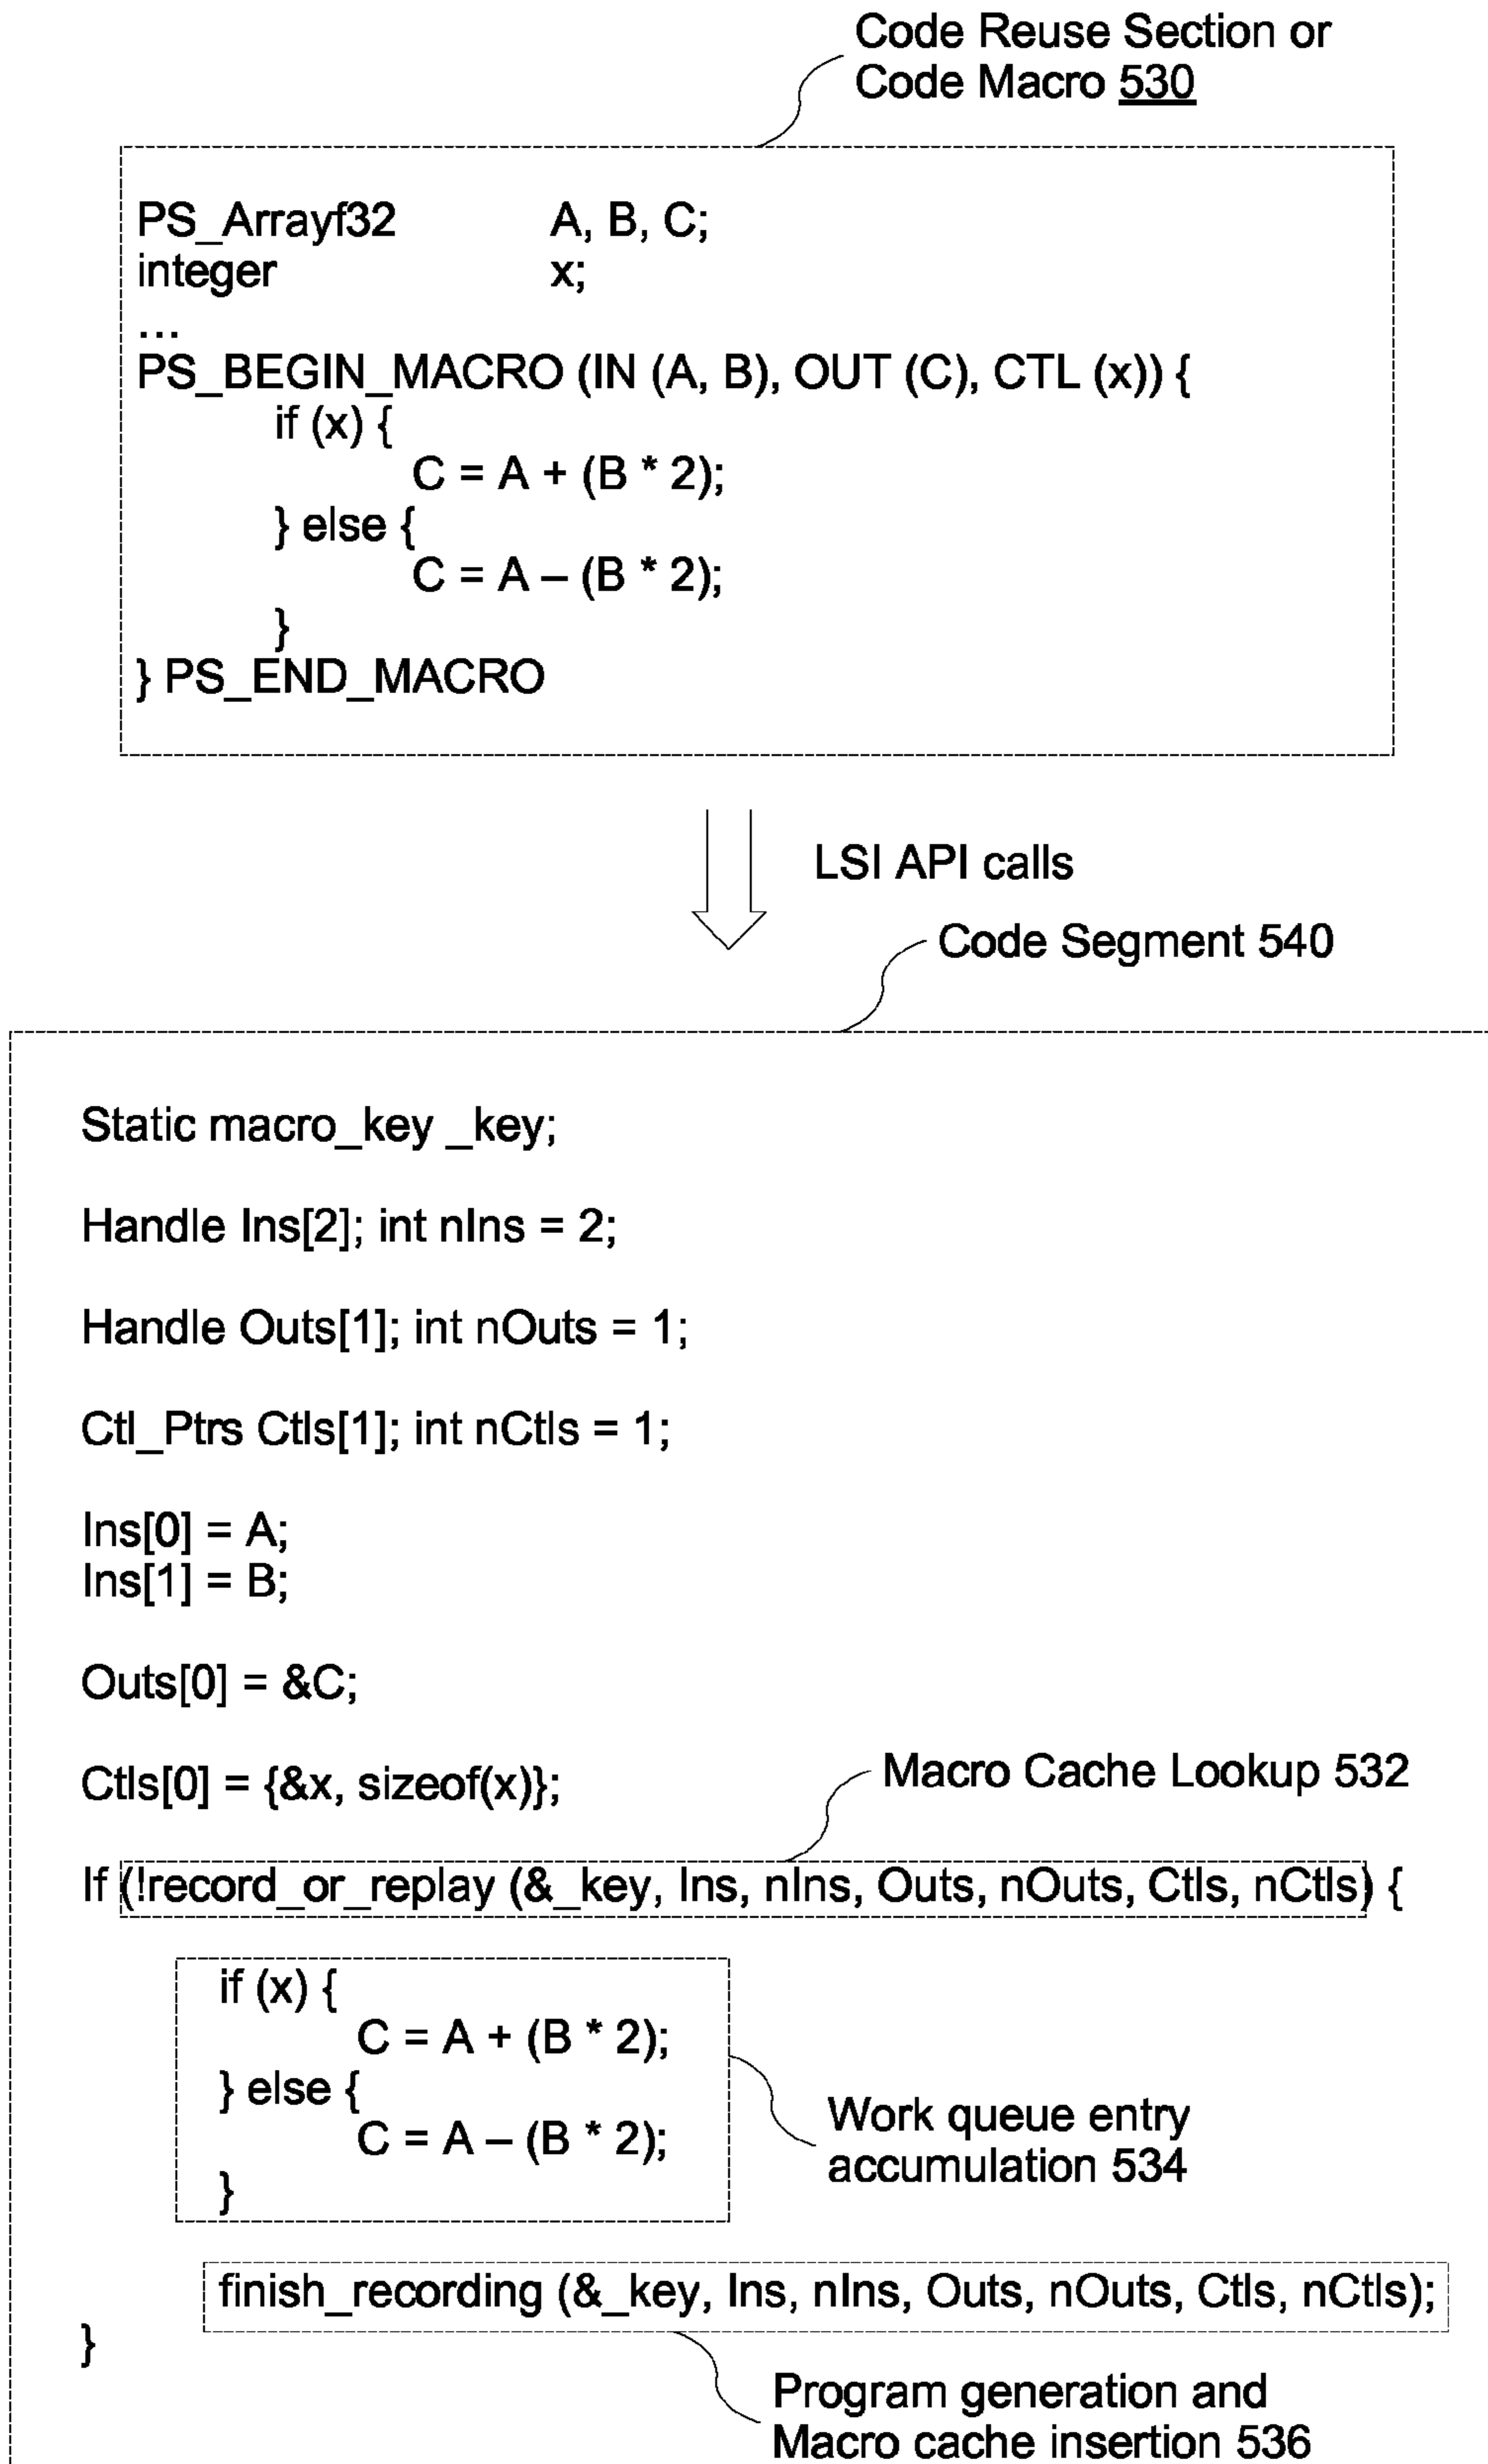 Code Reuse Section or
Code Macro 530
PS_Arrayf32 A, B, C;
integer x;
...
PS_BEGIN_MACRO (IN (A, B), OUT (C), CTL (x)) {
if (x) {
C = A + (B * 2);
} else {
C = A – (B * 2);
}
} PS_END_MACRO
LSI API calls
Code Segment 540
Static macro_key _key;
Handle Ins[2]; int nIns = 2;
Handle Outs[1]; int nOuts = 1;
Ctl_Ptrs Ctls[1]; int nCtls = 1;
Ins[0] = A;
Ins[1] = B;
Outs[0] = &C;
Ctls[0] = {&x, sizeof(x)};
Macro Cache Lookup 532
If (!record_or_replay (&_key, Ins, nIns, Outs, nOuts, Ctls, nCtls) {
if (x) {
C = A + (B * 2);
} else {
C = A – (B * 2);
}
Work queue entry
accumulation 534
finish_recording (&_key, Ins, nIns, Outs, nOuts, Ctls, nCtls);
}
Program generation and
Macro cache insertion 536